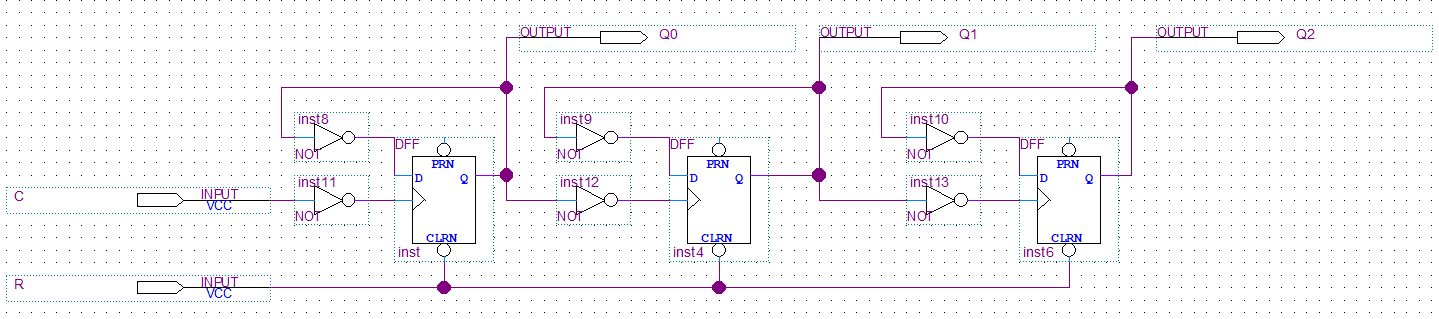 OUTPUT Q0
OUTPUT Q1
OUTPUT Q2
inst8
NOT
inst9
NOT
inst10
NOT
DFF
PRN
D Q
CLRN
inst
DFF
PRN
D Q
CLRN
inst4
DFF
PRN
D Q
CLRN
inst6
C INPUT
VCC
inst11
NOT
inst12
NOT
inst13
NOT
R INPUT
VCC